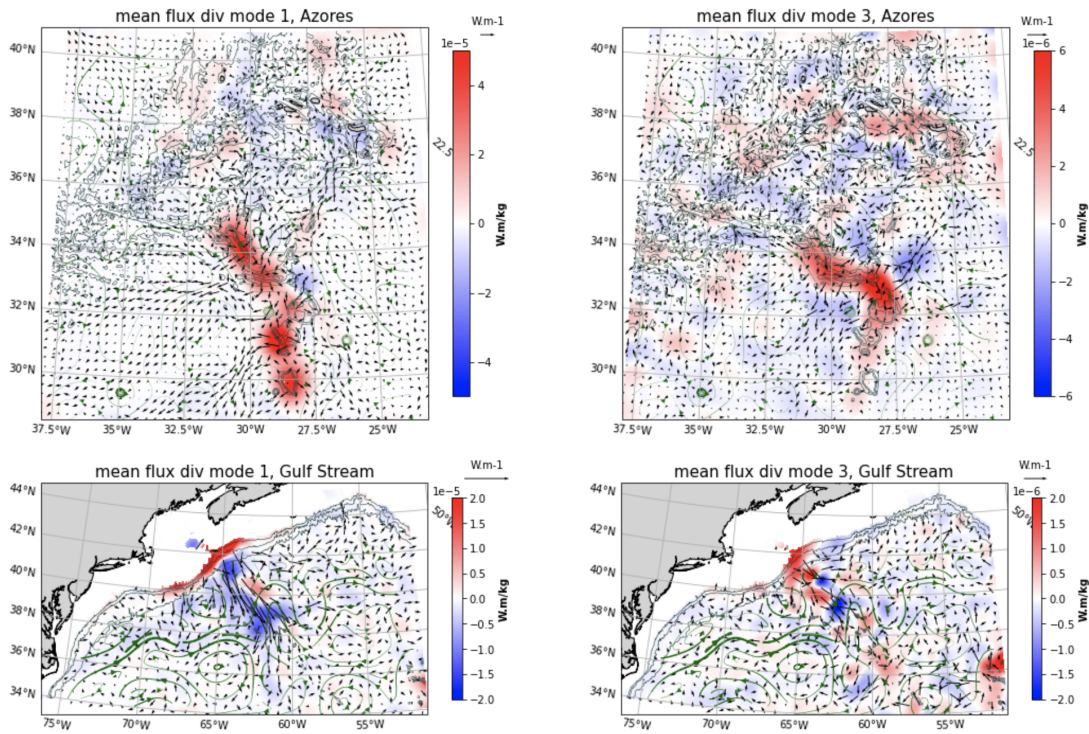 mean flux div mode 1, Azores
W.m-1
1e−5
40°N
38°N
36°N
34°N
32°N
30°N
37.5°W 35°W 32.5°W 30°W 27.5°W 25°W
22.5
4
2
0
−2
−4
W.m/kg
mean flux div mode 3, Azores
W.m-1
1e−6
40°N
38°N
36°N
34°N
32°N
30°N
37.5°W 35°W 32.5°W 30°W 27.5°W 25°W
22.5
6
4
2
0
−2
−4
−6
W.m/kg
mean flux div mode 1, Gulf Stream
W.m-1
1e−5
44°N
42°N
40°N
38°N
36°N
34°N
75°W 70°W 65°W 60°W 55°W
50°W
2.0
1.5
1.0
0.5
0.0
−0.5
−1.0
−1.5
−2.0
W.m/kg
mean flux div mode 3, Gulf Stream
W.m-1
1e−6
44°N
42°N
40°N
38°N
36°N
34°N
75°W 70°W 65°W 60°W 55°W
2.0
1.5
1.0
0.5
0.0
−0.5
−1.0
−1.5
−2.0
W.m/kg